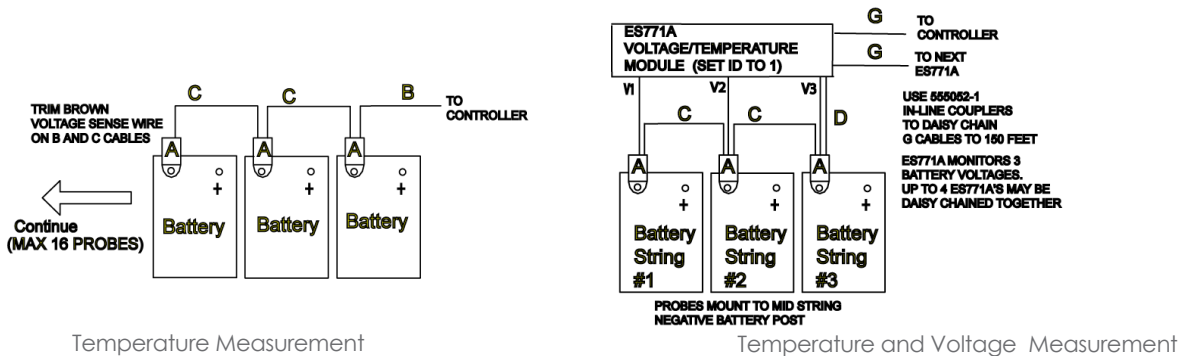 C
C
B
TO
CONTROLLER
TRIM BROWN
VOLTAGE SENSE WIRE
ON B AND C CABLES
A
A
A
+
+
+
Battery
Battery
Battery
Continue
(MAX 16 PROBES)
Temperature Measurement
ES771A
VOLTAGE/TEMPERATURE
MODULE (SET ID TO 1)
G
TO
CONTROLLER
G
TO NEXT
ES771A
V1
V2
V3
C
C
D
USE 555052-1
IN-LINE COUPLERS
TO DAISY CHAIN
G CABLES TO 150 FEET
ES771A MONITORS 3
BATTERY VOLTAGES.
UP TO 4 ES771A'S MAY BE
DAISY CHAINED TOGETHER
A
A
A
+
+
+
Battery
String
#1
Battery
String
#2
Battery
String
#3
PROBES MOUNT TO MID STRING
NEGATIVE BATTERY POST
Temperature and Voltage Measurement